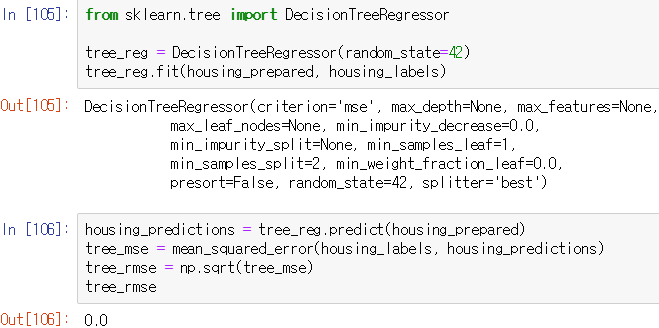 In [105]: from sklearn.tree import DecisionTreeRegressor
tree_reg = DecisionTreeRegressor(random_state=42)
tree_reg.fit(housing_prepared, housing_labels)
Out[105]: DecisionTreeRegressor(criterion='mse', max_depth=None, max_features=None,
max_leaf_nodes=None, min_impurity_decrease=0.0,
min_impurity_split=None, min_samples_leaf=1,
min_samples_split=2, min_weight_fraction_leaf=0.0,
presort=False, random_state=42, splitter='best')
In [106]: housing_predictions = tree_reg.predict(housing_prepared)
tree_mse = mean_squared_error(housing_labels, housing_predictions)
tree_rmse = np.sqrt(tree_mse)
tree_rmse
Out[106]: 0.0